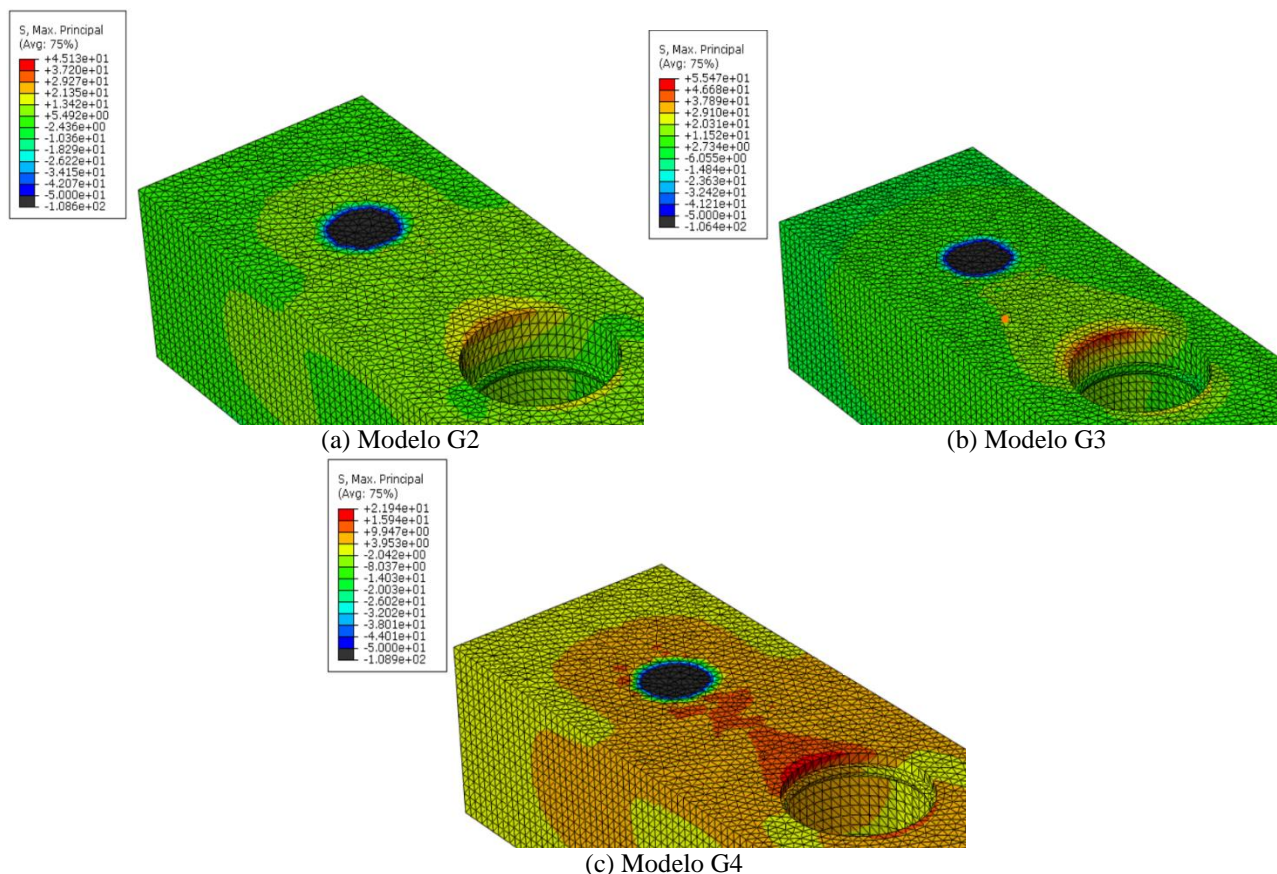 S, Max. Principal
(Avg: 75%)
+4.513e+01
+3.720e+01
+2.927e+01
+2.135e+01
+1.342e+01
+5.492e+00
-2.436e+00
-1.036e+01
-1.829e+01
-2.622e+01
-3.415e+01
-4.207e+01
-5.000e+01
-1.086e+02
(a) Modelo G2
S, Max. Principal
(Avg: 75%)
+5.547e+01
+4.668e+01
+3.789e+01
+2.910e+01
+2.031e+01
+1.152e+01
+2.734e+00
-6.055e+00
-1.484e+01
-2.363e+01
-3.242e+01
-4.121e+01
-5.000e+01
-1.064e+02
(b) Modelo G3
S, Max. Principal
(Avg: 75%)
+2.194e+01
+1.594e+01
+9.947e+00
+3.953e+00
-2.042e+00
-8.037e+00
-1.403e+01
-2.003e+01
-2.602e+01
-3.202e+01
-3.801e+01
-4.401e+01
-5.000e+01
-1.089e+02
(c) Modelo G4